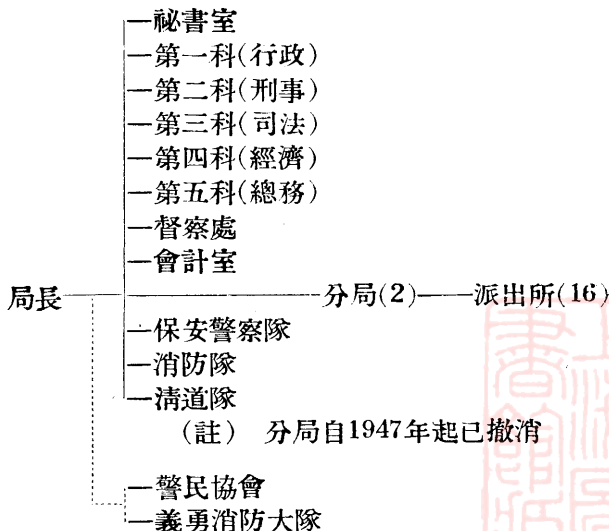 祕書室
第一科(行政)
第二科(刑事)
第三科(司法)
第四科(經濟)
第五科(總務)
督察處
會計室
局長 分局(2) 派出所(16)
保安警察隊
消防隊
淸道隊
(註) 分局自1947年起已撤消
警民協會
義勇消防大隊